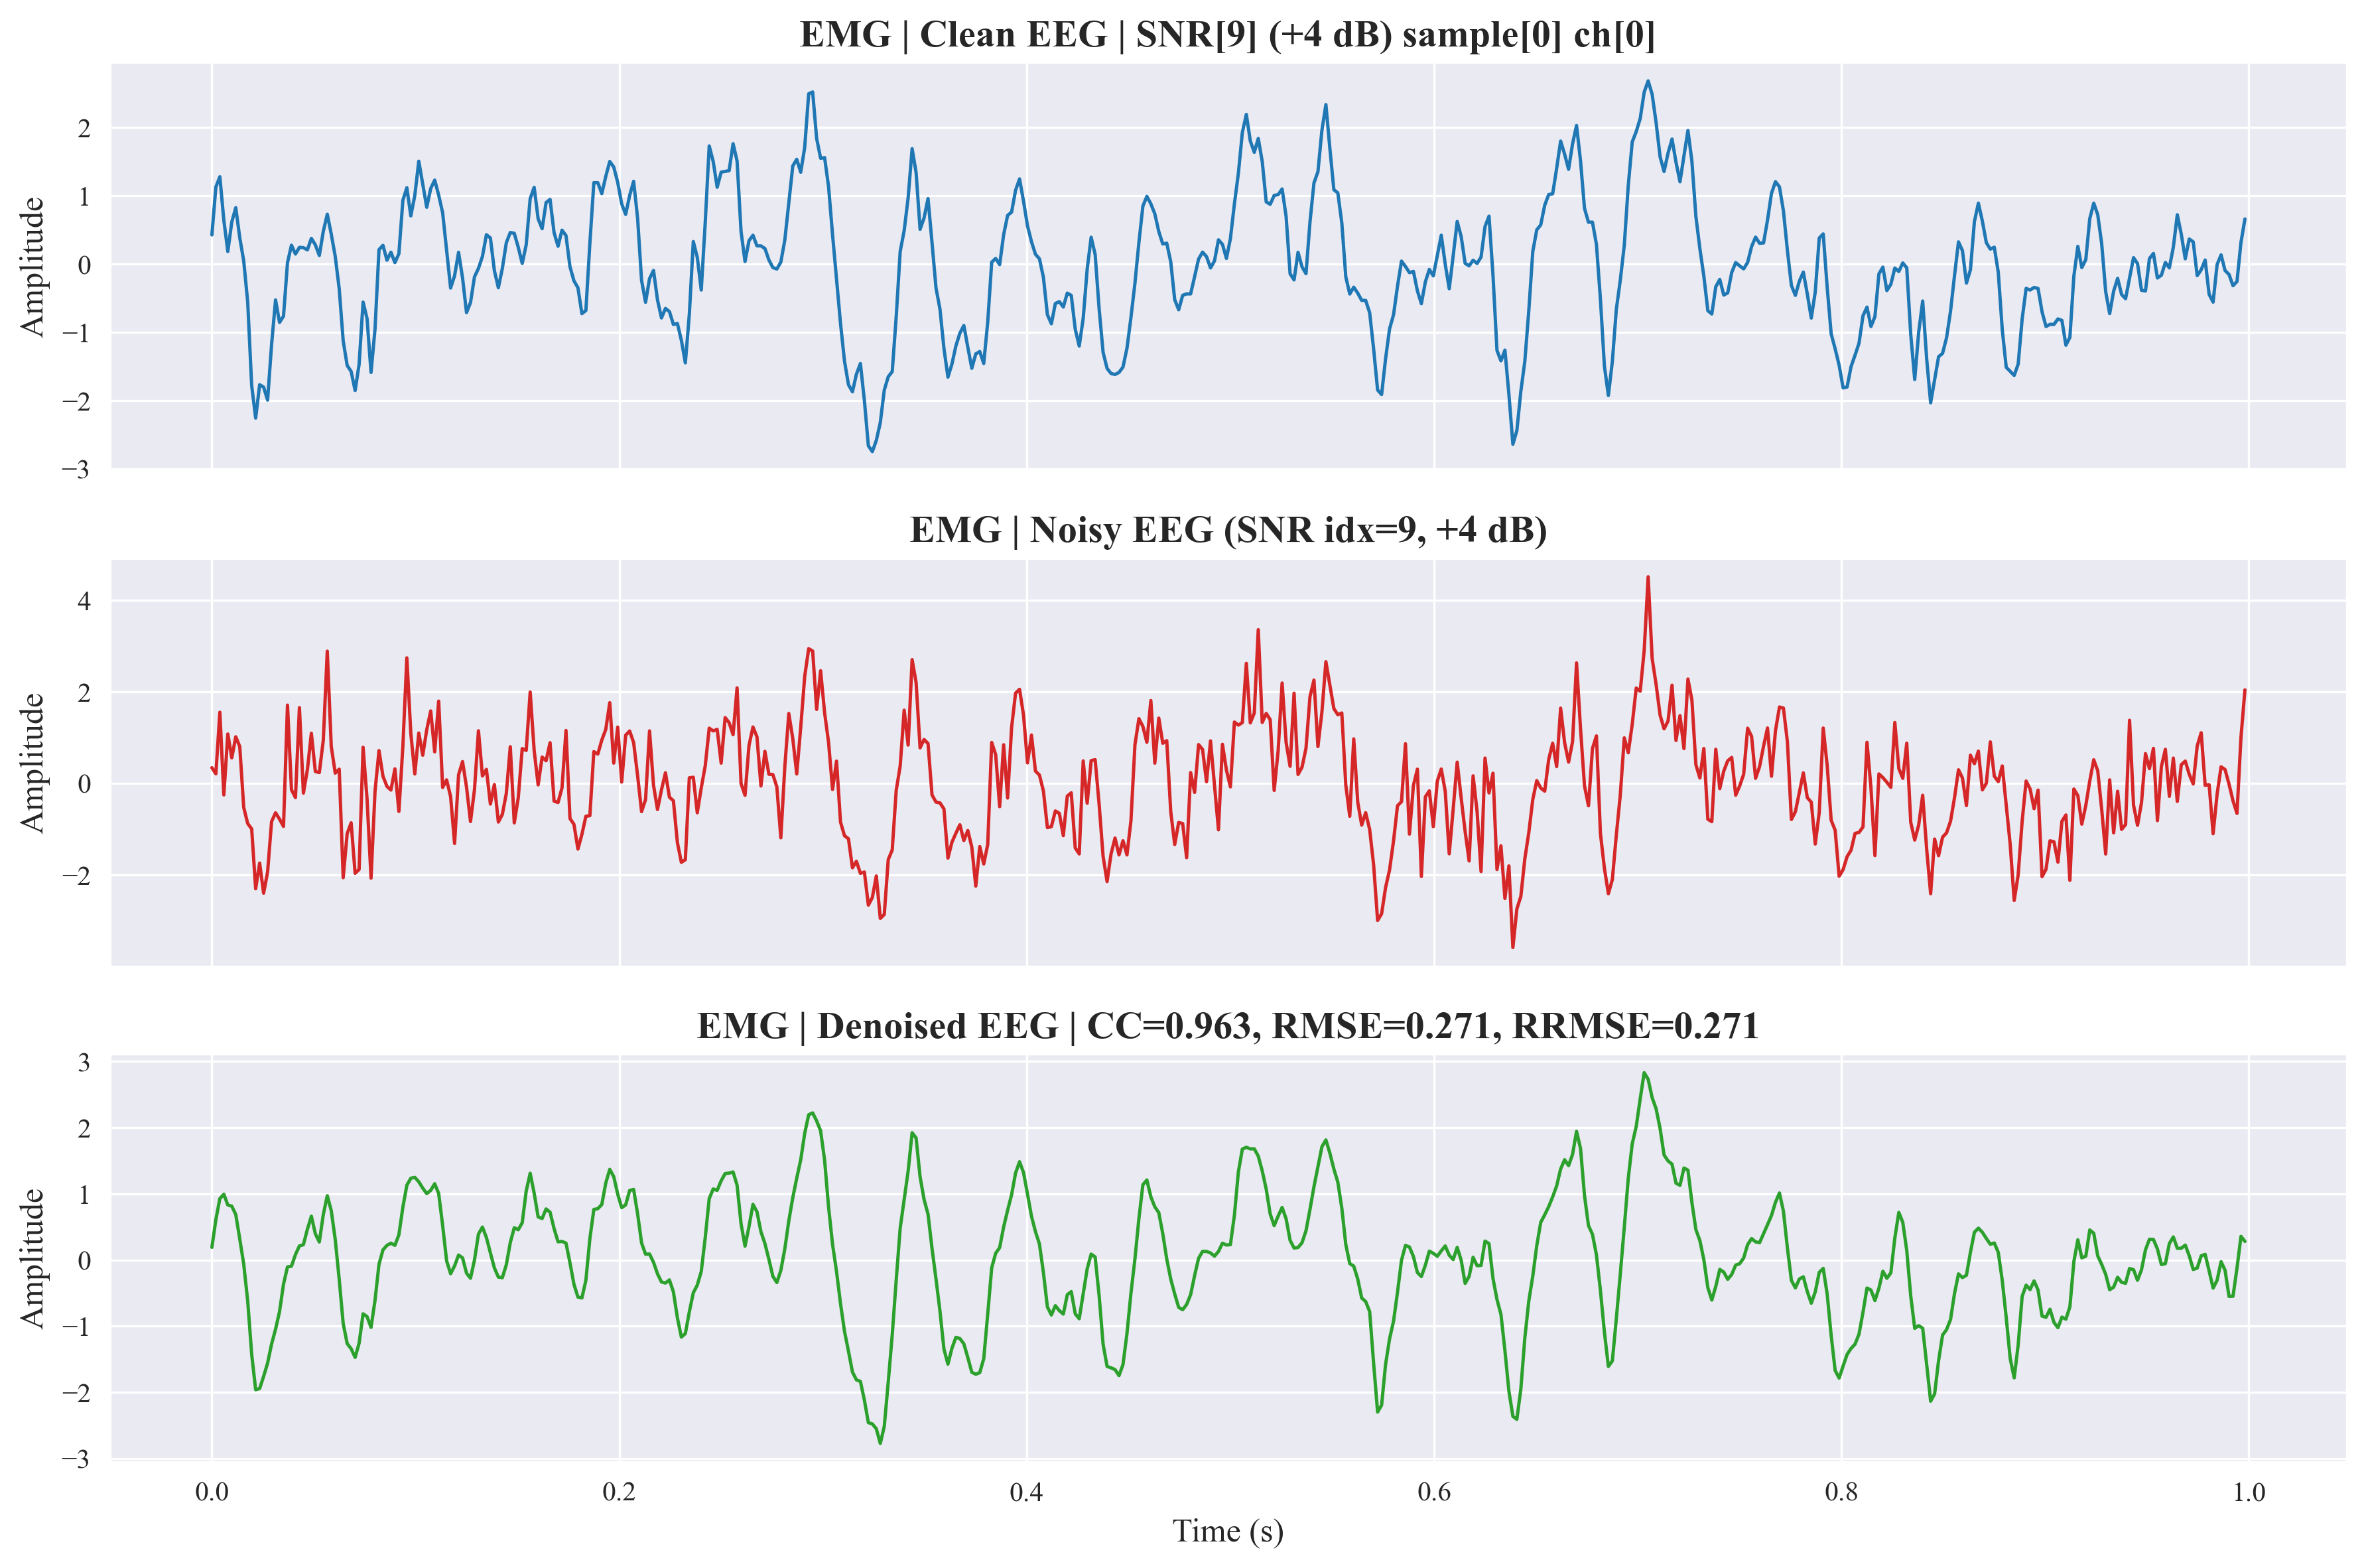 EMG | Clean EEG | SNR[9] (+4 dB) sample[0] ch[0]
Amplitude
2
1
0
−1
−2
−3
EMG | Noisy EEG (SNR idx=9, +4 dB)
Amplitude
4
2
0
−2
EMG | Denoised EEG | CC=0.963, RMSE=0.271, RRMSE=0.271
Amplitude
3
2
1
0
−1
−2
−3
0.0 0.2 0.4 0.6 0.8 1.0
Time (s)